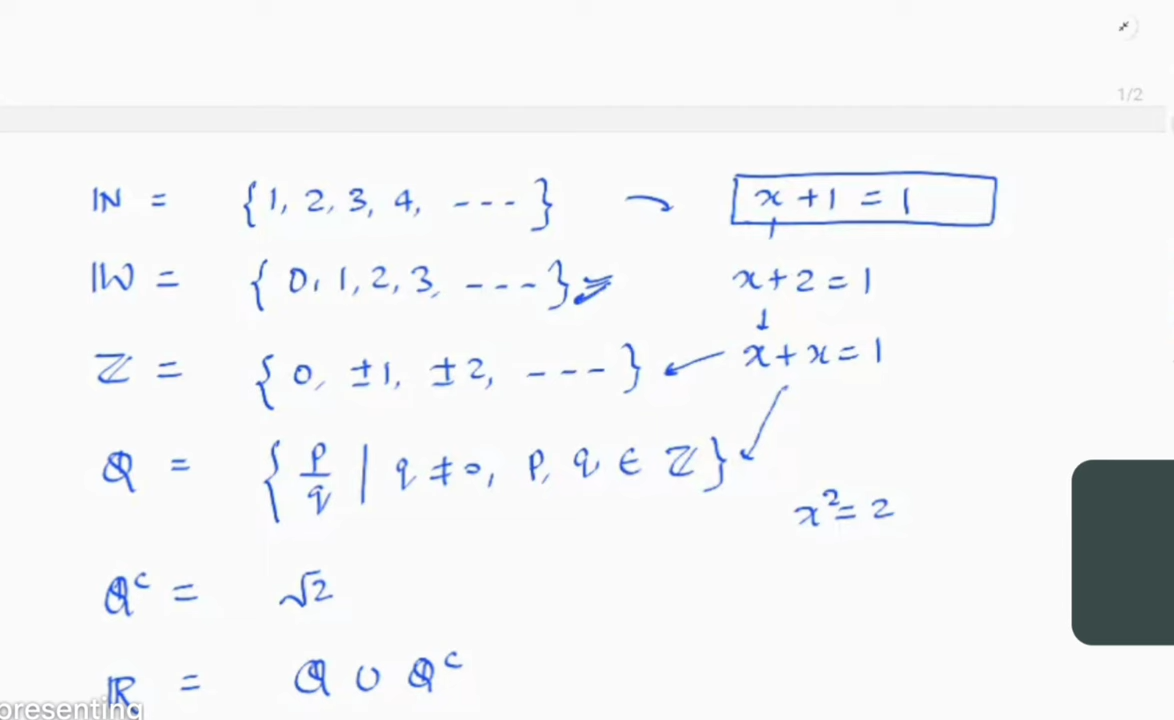 1/2
ℕ = {1, 2, 3, 4, ---} x + 1 = 1
𝕎 = {0, 1, 2, 3, ---} x + 2 = 1
ℤ = {0, ±1, ±2, ---} x + x = 1
ℚ = {p/q | q ≠ 0, p, q ∈ ℤ}
x² = 2
ℚᶜ = √2
ℝ = ℚ ∪ ℚᶜ
presenting